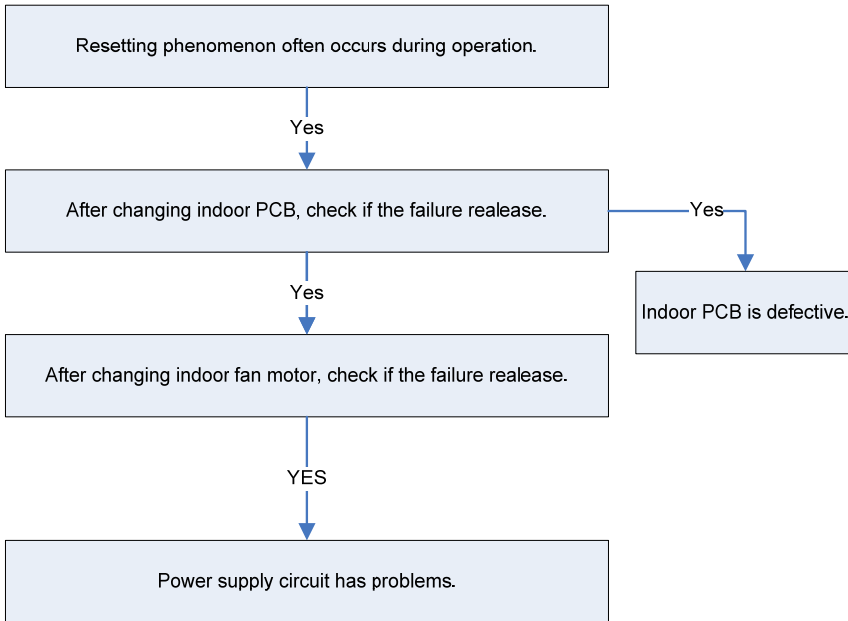 Resetting phenomenon often occurs during operation.
Yes
After changing indoor PCB, check if the failure realease.
Yes
Indoor PCB is defective.
Yes
After changing indoor fan motor, check if the failure realease.
YES
Power supply circuit has problems.